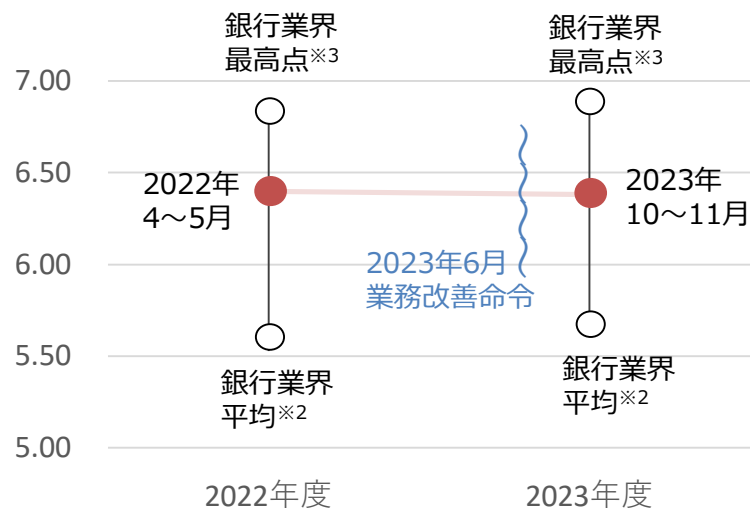 銀行業界
最高点※3
銀行業界
最高点※3
7.00
6.50
2022年
4～5月
2023年
10～11月
6.00
2023年6月
業務改善命令
5.50
銀行業界
平均※2
銀行業界
平均※2
5.00
2022年度
2023年度